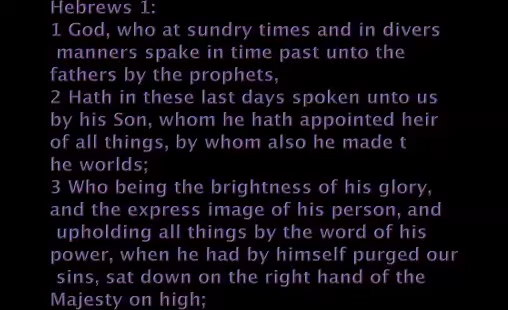 Hebrews 1:
1 God, who at sundry times and in divers
manners spake in time past unto the
fathers by the prophets,
2 Hath in these last days spoken unto us
by his Son, whom he hath appointed heir
of all things, by whom also he made t
he worlds;
3 Who being the brightness of his glory,
and the express image of his person, and
upholding all things by the word of his
power, when he had by himself purged our
sins, sat down on the right hand of the
Majesty on high;